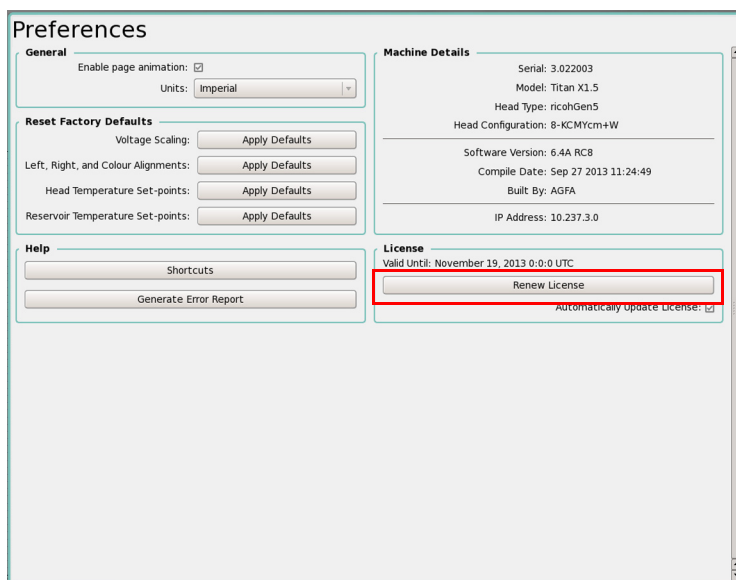 Preferences
General
Enable page animation:
Units: Imperial
Reset Factory Defaults
Voltage Scaling: Apply Defaults
Left, Right, and Colour Alignments: Apply Defaults
Head Temperature Set-points: Apply Defaults
Reservoir Temperature Set-points: Apply Defaults
Help
Shortcuts
Generate Error Report
Machine Details
Serial: 3.022003
Model: Titan X1.5
Head Type: ricohGen5
Head Configuration: 8-KCMYcm+W
Software Version: 6.4A RC8
Compile Date: Sep 27 2013 11:24:49
Built By: AGFA
IP Address: 10.237.3.0
License
Valid Until: November 19, 2013 0:0:0 UTC
Renew License
Automatically Update License: